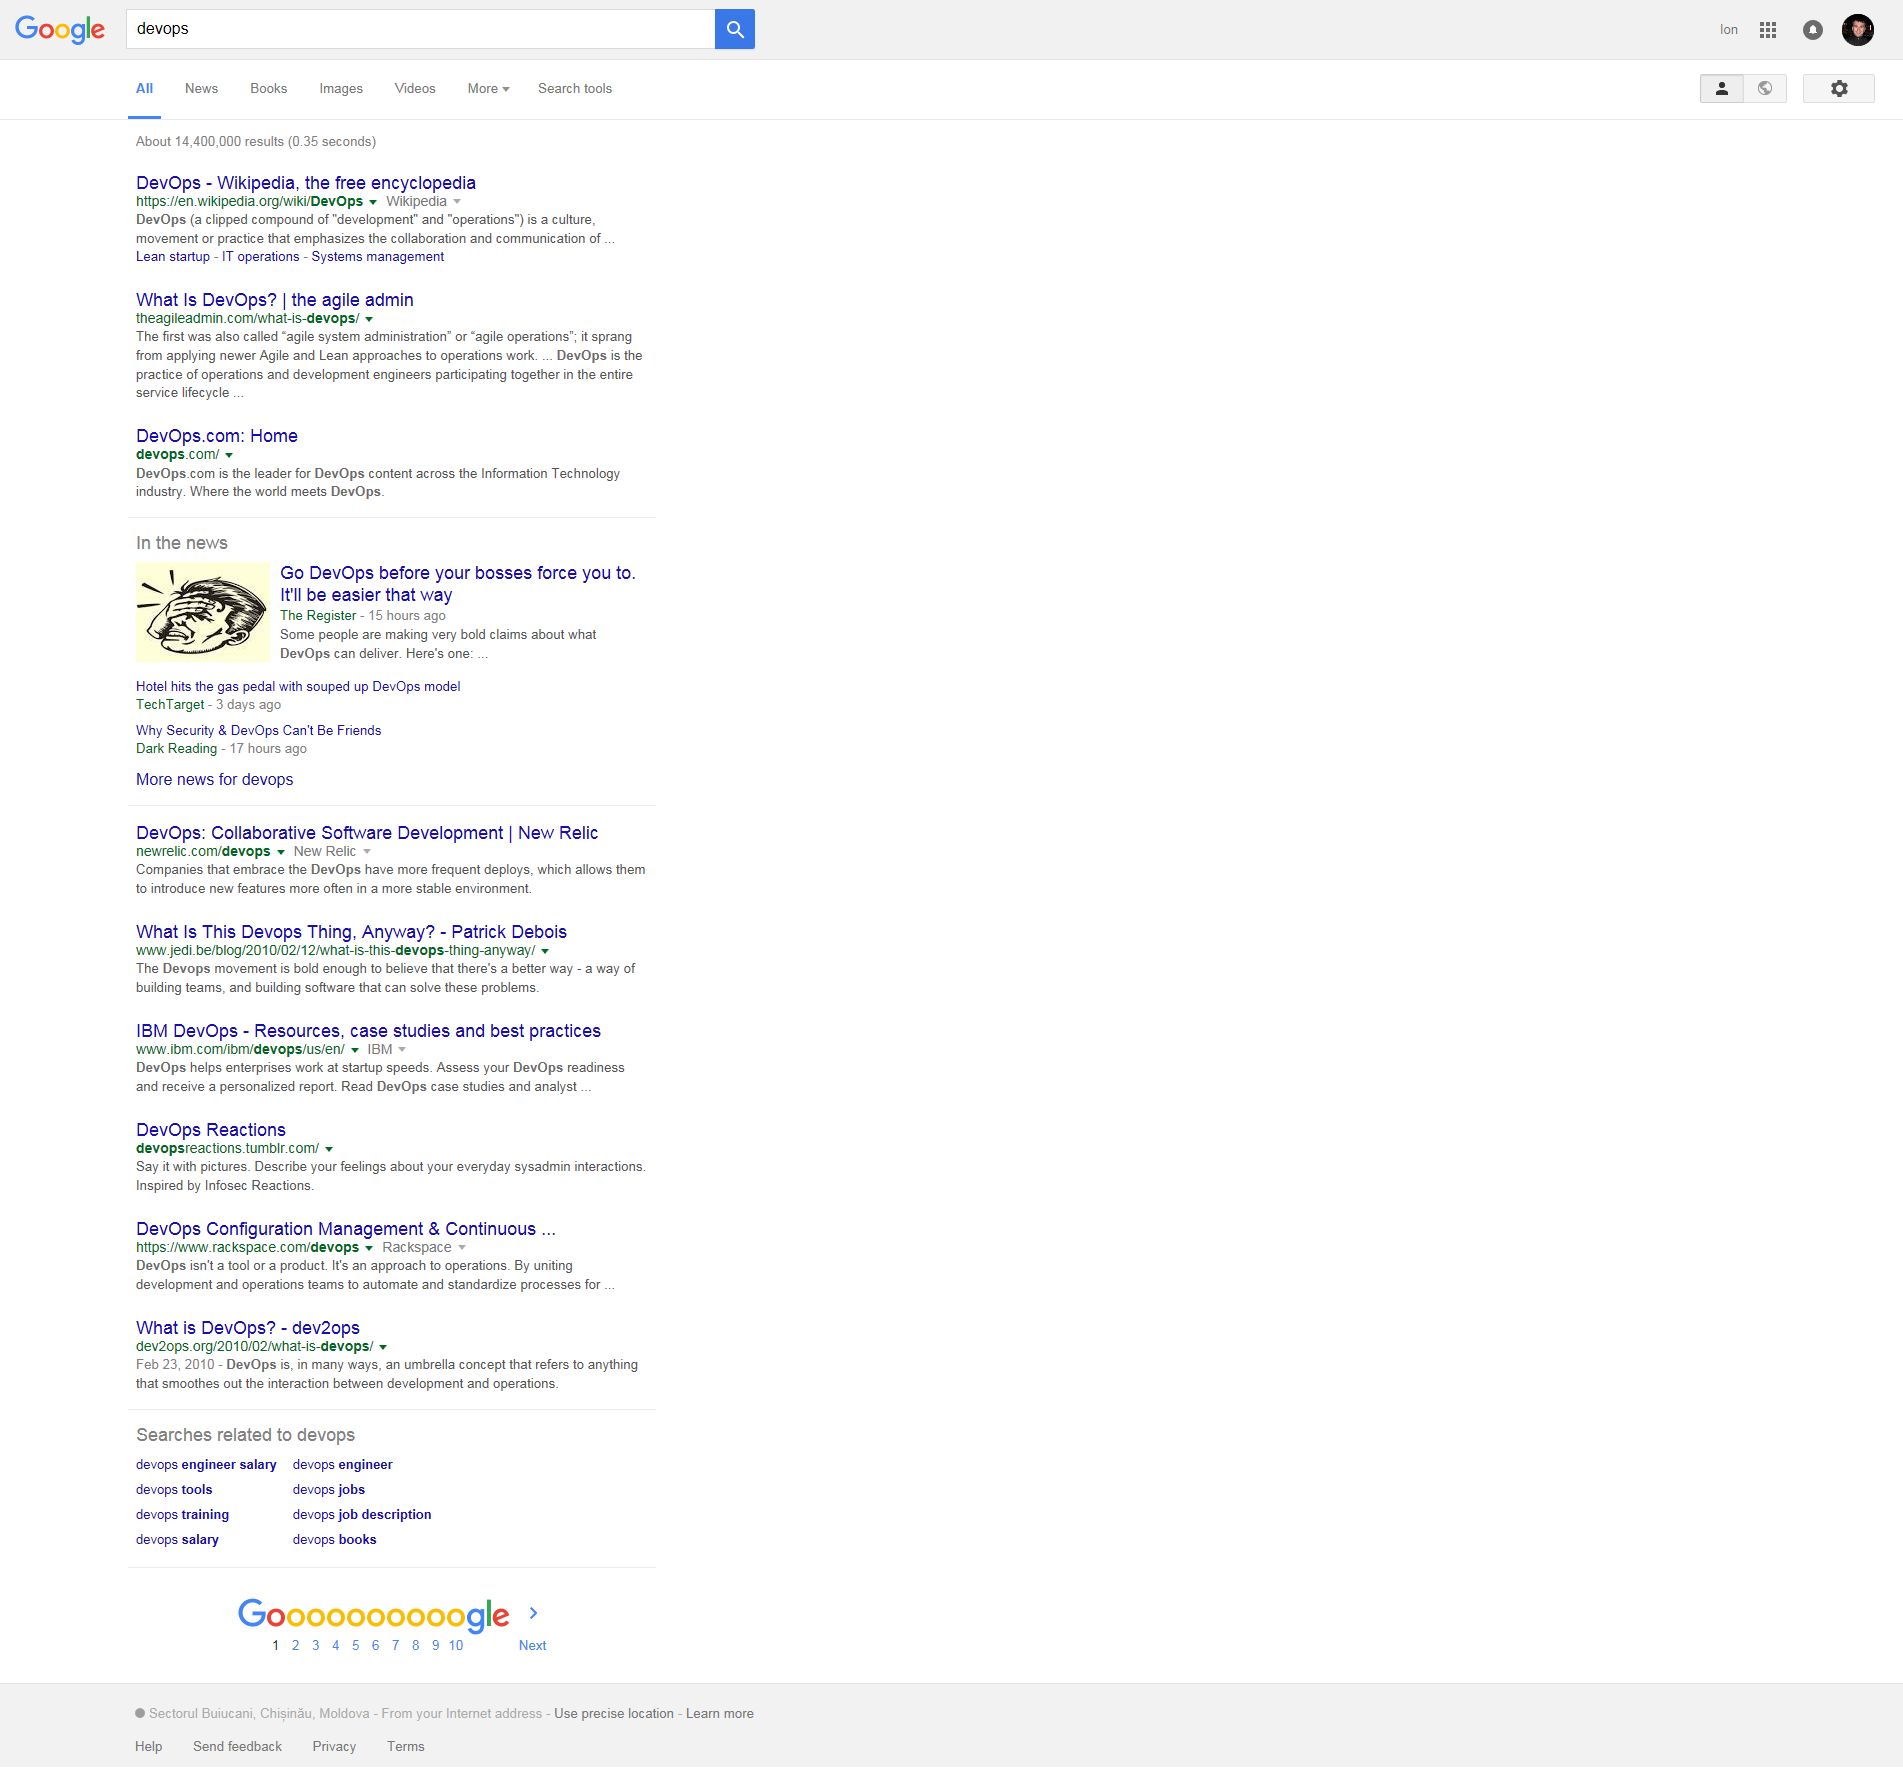 Google
devops
Ion
All News Books Images Videos More Search tools
About 14,400,000 results (0.35 seconds)
DevOps - Wikipedia, the free encyclopedia
https://en.wikipedia.org/wiki/DevOps Wikipedia
DevOps (a clipped compound of "development" and "operations") is a culture,
movement or practice that emphasizes the collaboration and communication of ...
Lean startup - IT operations - Systems management
What Is DevOps? | the agile admin
theagileadmin.com/what-is-devops/
The first was also called “agile system administration” or “agile operations”; it sprang
from applying newer Agile and Lean approaches to operations work. ... DevOps is the
practice of operations and development engineers participating together in the entire
service lifecycle ...
DevOps.com: Home
devops.com/
DevOps.com is the leader for DevOps content across the Information Technology
industry. Where the world meets DevOps.
In the news
Go DevOps before your bosses force you to.
It'll be easier that way
The Register - 15 hours ago
Some people are making very bold claims about what
DevOps can deliver. Here's one: ...
Hotel hits the gas pedal with souped up DevOps model
TechTarget - 3 days ago
Why Security & DevOps Can't Be Friends
Dark Reading - 17 hours ago
More news for devops
DevOps: Collaborative Software Development | New Relic
newrelic.com/devops New Relic
Companies that embrace the DevOps have more frequent deploys, which allows them
to introduce new features more often in a more stable environment.
What Is This Devops Thing, Anyway? - Patrick Debois
www.jedi.be/blog/2010/02/12/what-is-this-devops-thing-anyway/
The Devops movement is bold enough to believe that there's a better way - a way of
building teams, and building software that can solve these problems.
IBM DevOps - Resources, case studies and best practices
www.ibm.com/ibm/devops/us/en/ IBM
DevOps helps enterprises work at startup speeds. Assess your DevOps readiness
and receive a personalized report. Read DevOps case studies and analyst ...
DevOps Reactions
devopsreactions.tumblr.com/
Say it with pictures. Describe your feelings about your everyday sysadmin interactions.
Inspired by Infosec Reactions.
DevOps Configuration Management & Continuous ...
https://www.rackspace.com/devops Rackspace
DevOps isn't a tool or a product. It's an approach to operations. By uniting
development and operations teams to automate and standardize processes for ...
What is DevOps? - dev2ops
dev2ops.org/2010/02/what-is-devops/
Feb 23, 2010 - DevOps is, in many ways, an umbrella concept that refers to anything
that smoothes out the interaction between development and operations.
Searches related to devops
devops engineer salary devops engineer
devops tools devops jobs
devops training devops job description
devops salary devops books
Goooooooooogle
1 2 3 4 5 6 7 8 9 10 Next
Sectorul Buiucani, Chișinău, Moldova - From your Internet address - Use precise location - Learn more
Help Send feedback Privacy Terms